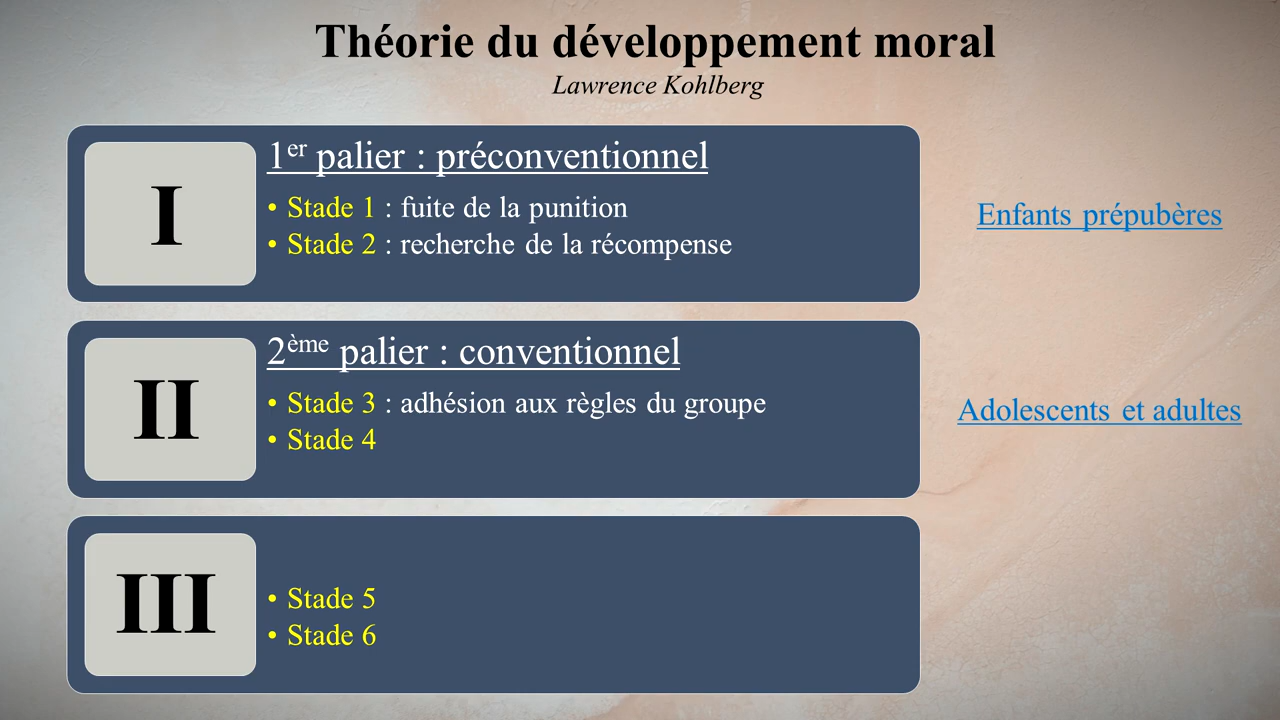 Théorie du développement moral
Lawrence Kohlberg
I
1er palier : préconventionnel
• Stade 1 : fuite de la punition
• Stade 2 : recherche de la récompense
Enfants prépubères
II
2ème palier : conventionnel
• Stade 3 : adhésion aux règles du groupe
• Stade 4
Adolescents et adultes
III
• Stade 5
• Stade 6